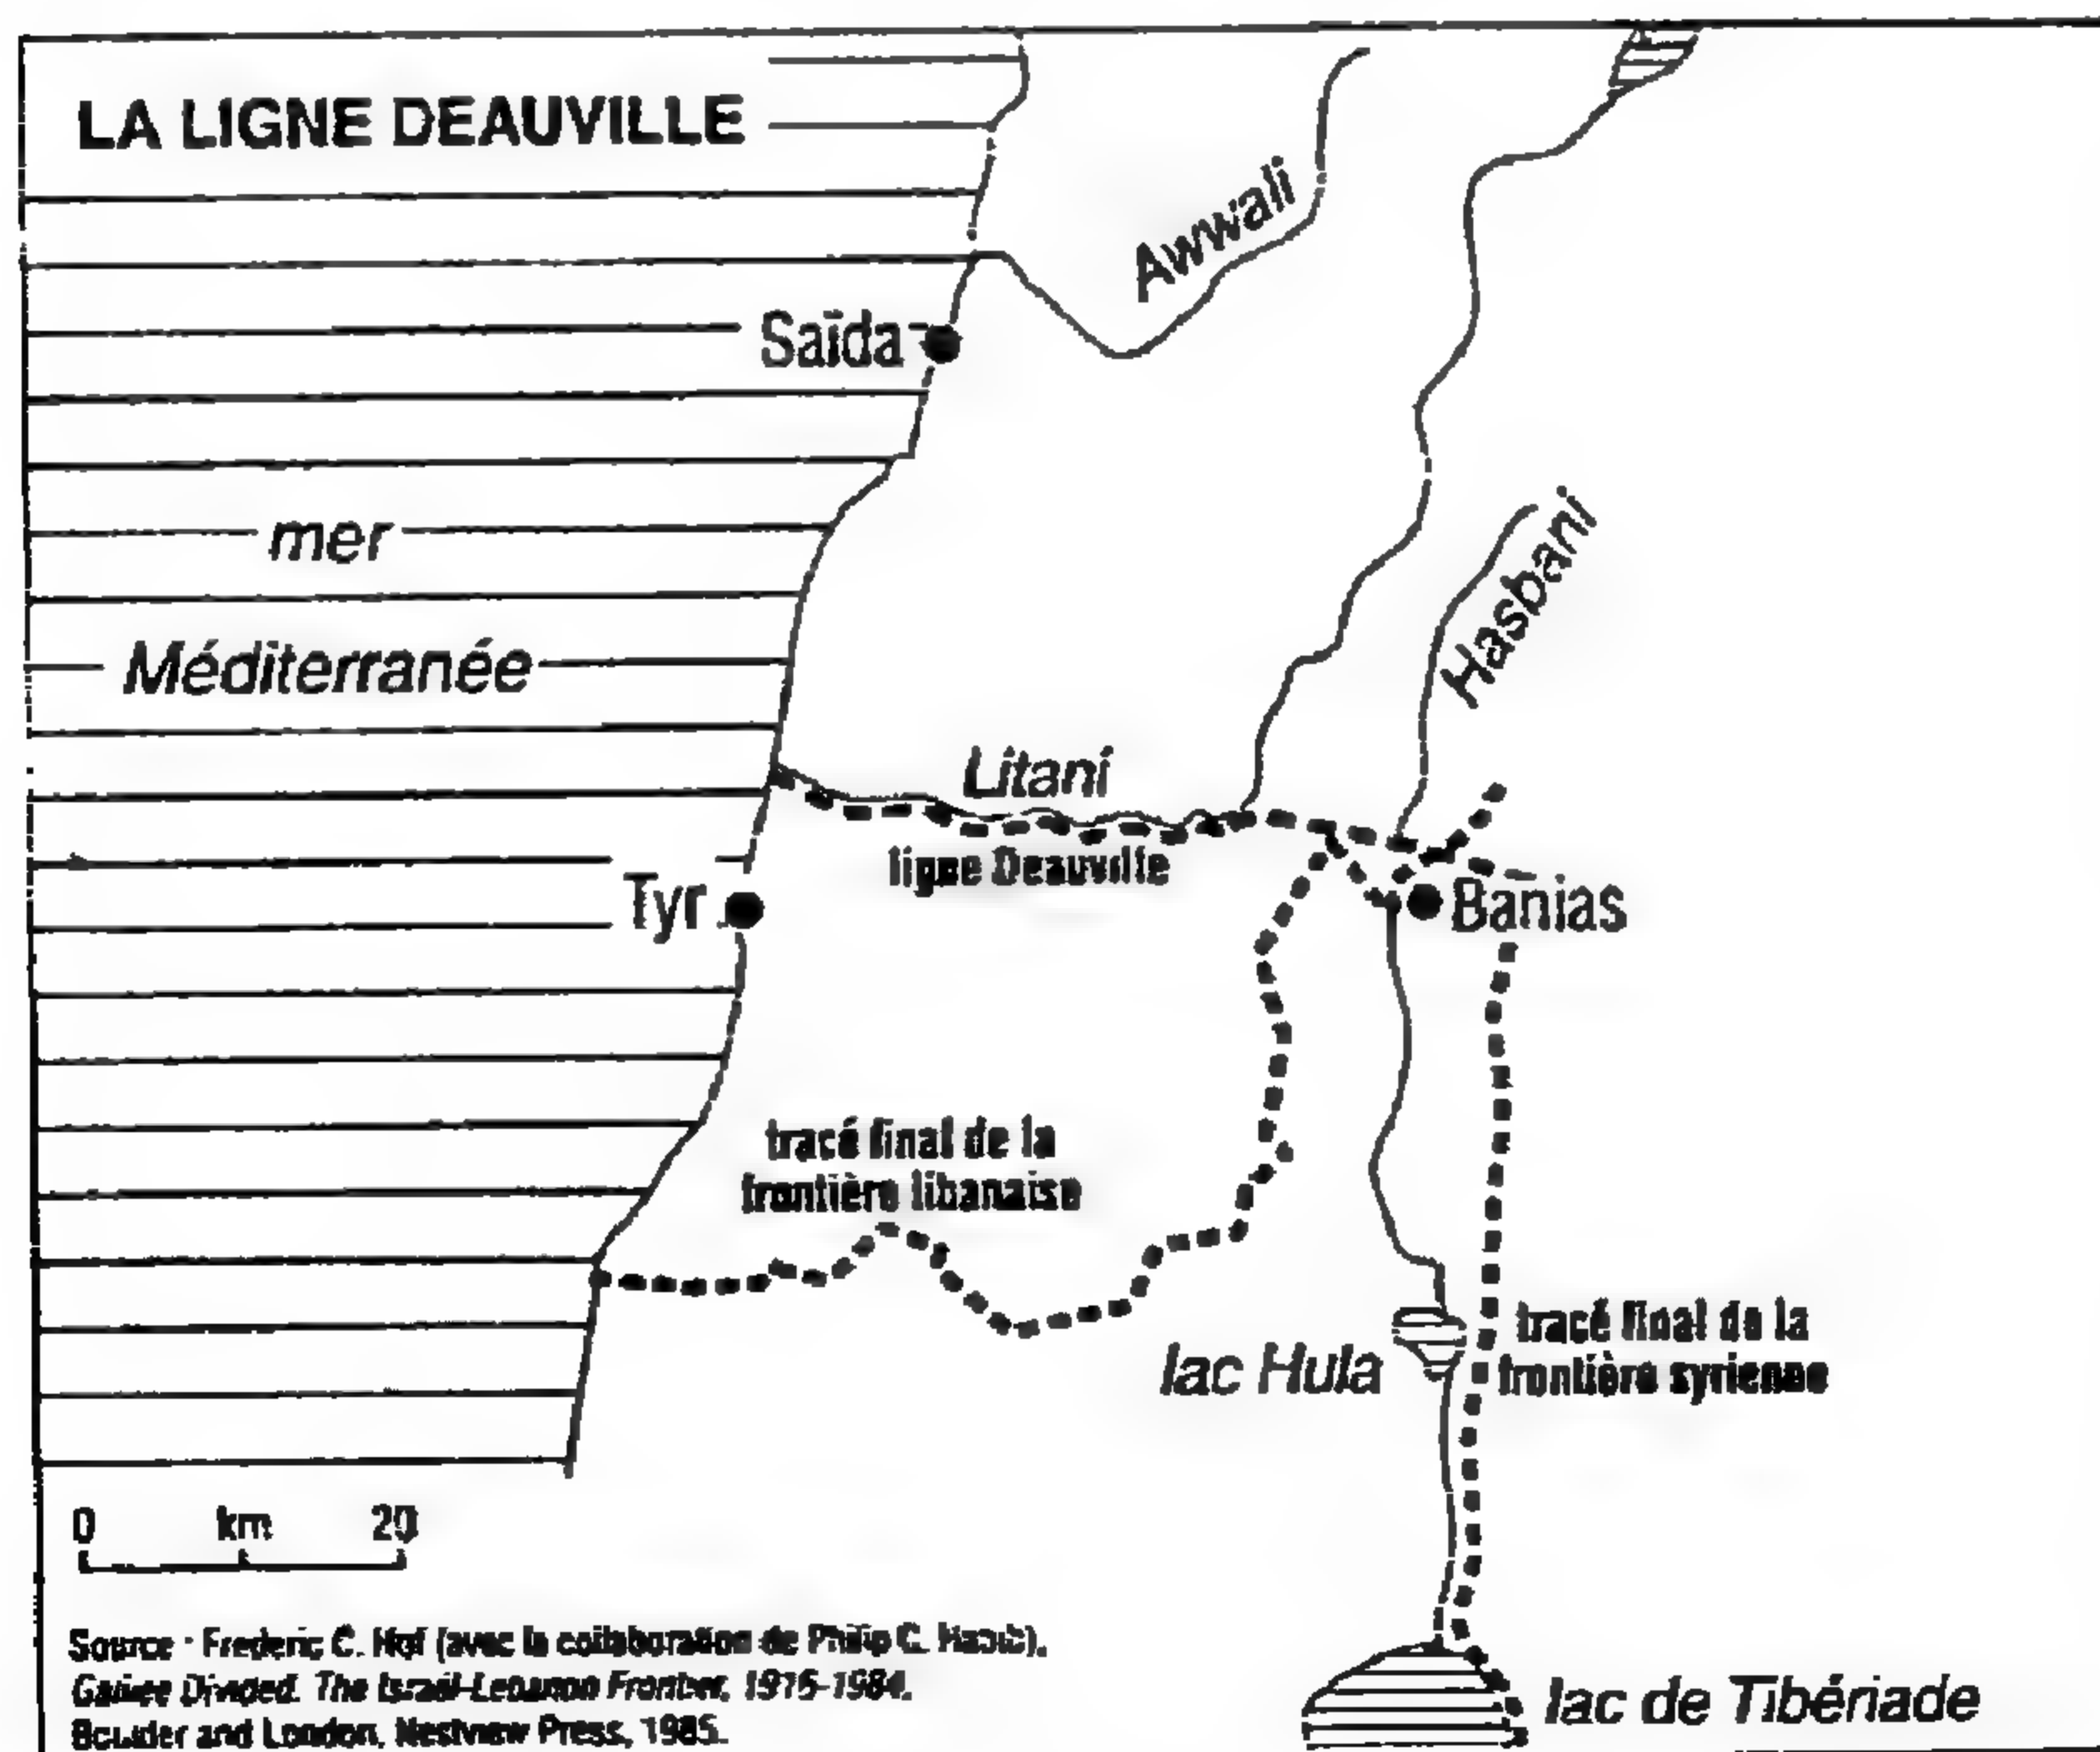 LA LIGNE DEAUVILLE
Awwali
Saïda
mer
Hasbani
Méditerranée
Litani
ligne Deauville
Tyr
Banias
tracé final de la
frontière libanaise
tracé final de la
frontière syrienne
lac Hula
0 km 20
Source · Frederic C. Hof (avec la collaboration de Philip C. Habib),
Galilee Divided. The Israël-Lebanon Frontier, 1916-1984.
Boulder and London, Westview Press, 1985.
lac de Tibériade